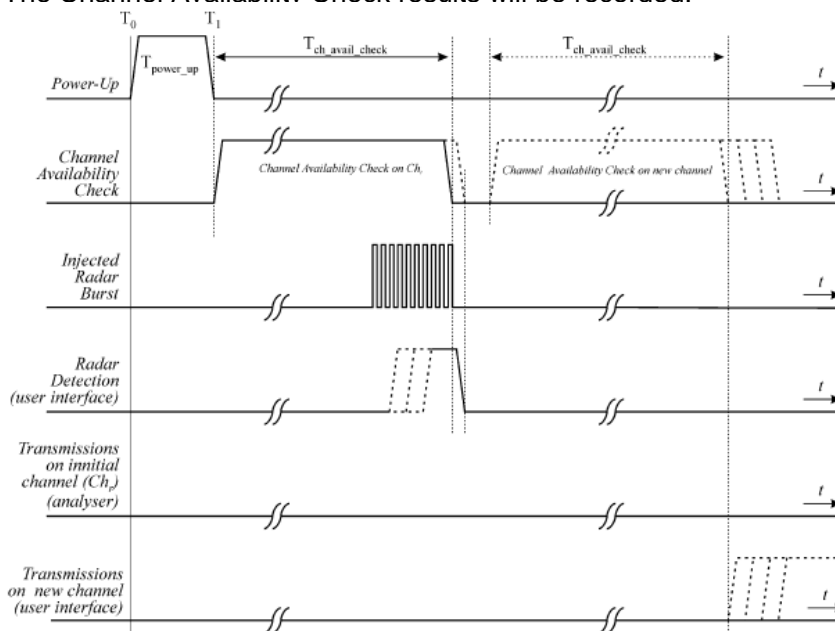 The Channel Availability Check results will be recorded.
T0 T1
Tch_avail_check Tch_avail_check
Tpower_up
Power-Up
t
Channel
Availability
Check
Channel Availability Check on Chr
Channel Availability Check on new channel
t
Injected
Radar
Burst
t
Radar
Detection
(user interface)
t
Transmissions
on innitial
channel (Chr)
(analyser)
t
Transmissions
on new channel
(user interface)
t